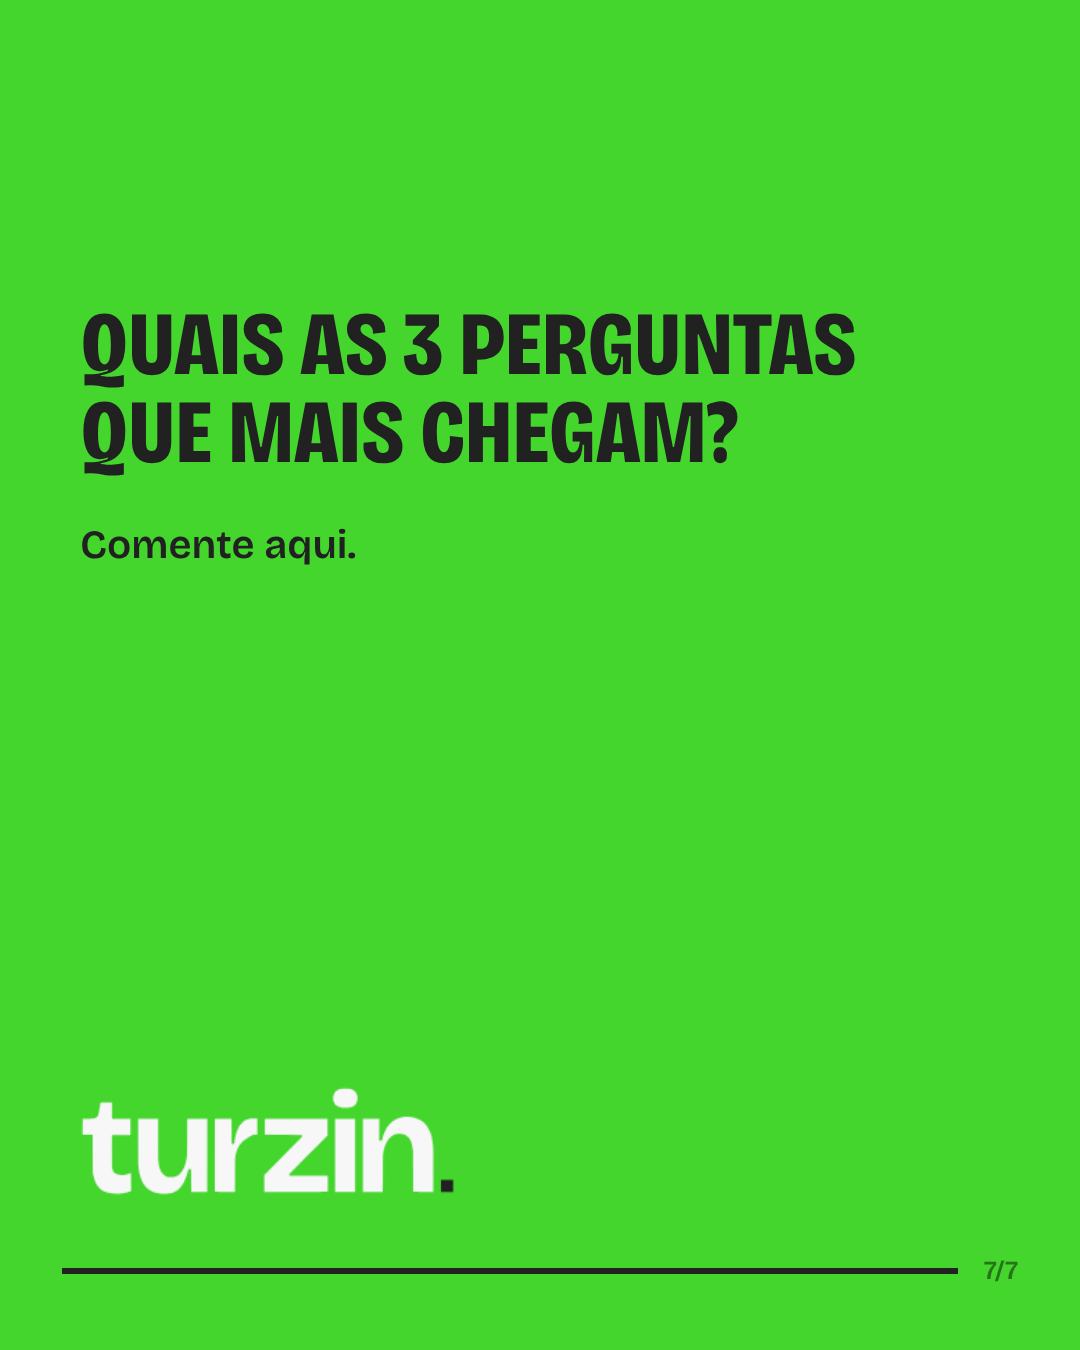 QUAIS AS 3 PERGUNTAS
QUE MAIS CHEGAM?
Comente aqui.
turzin.
7/7